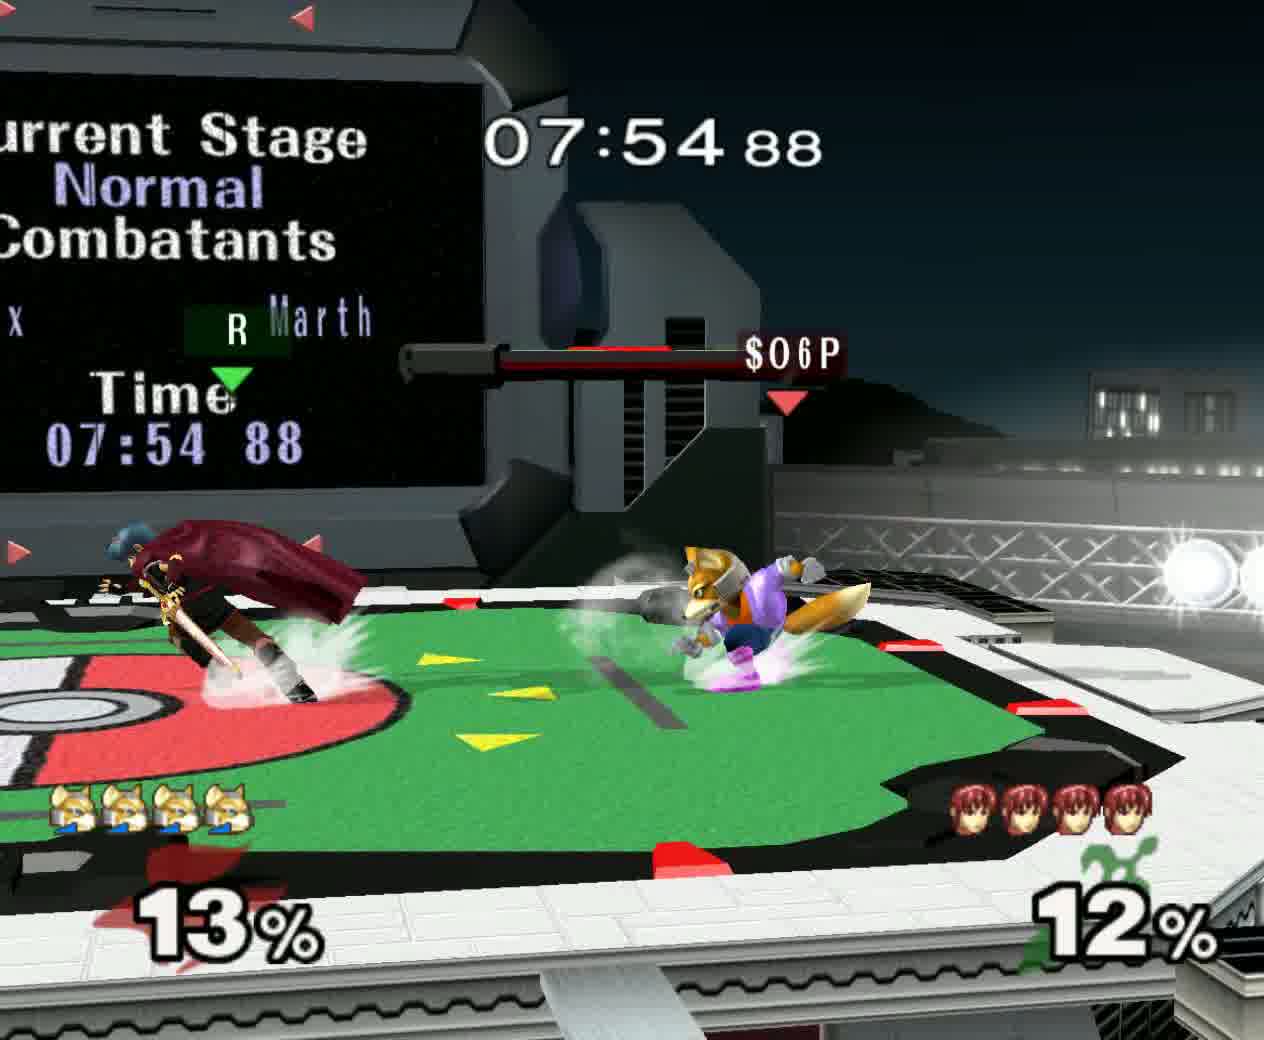 urrent Stage
07:54 88
Normal
Combatants
x Marth
R
$06P
Time
07:54 88
13%
12%